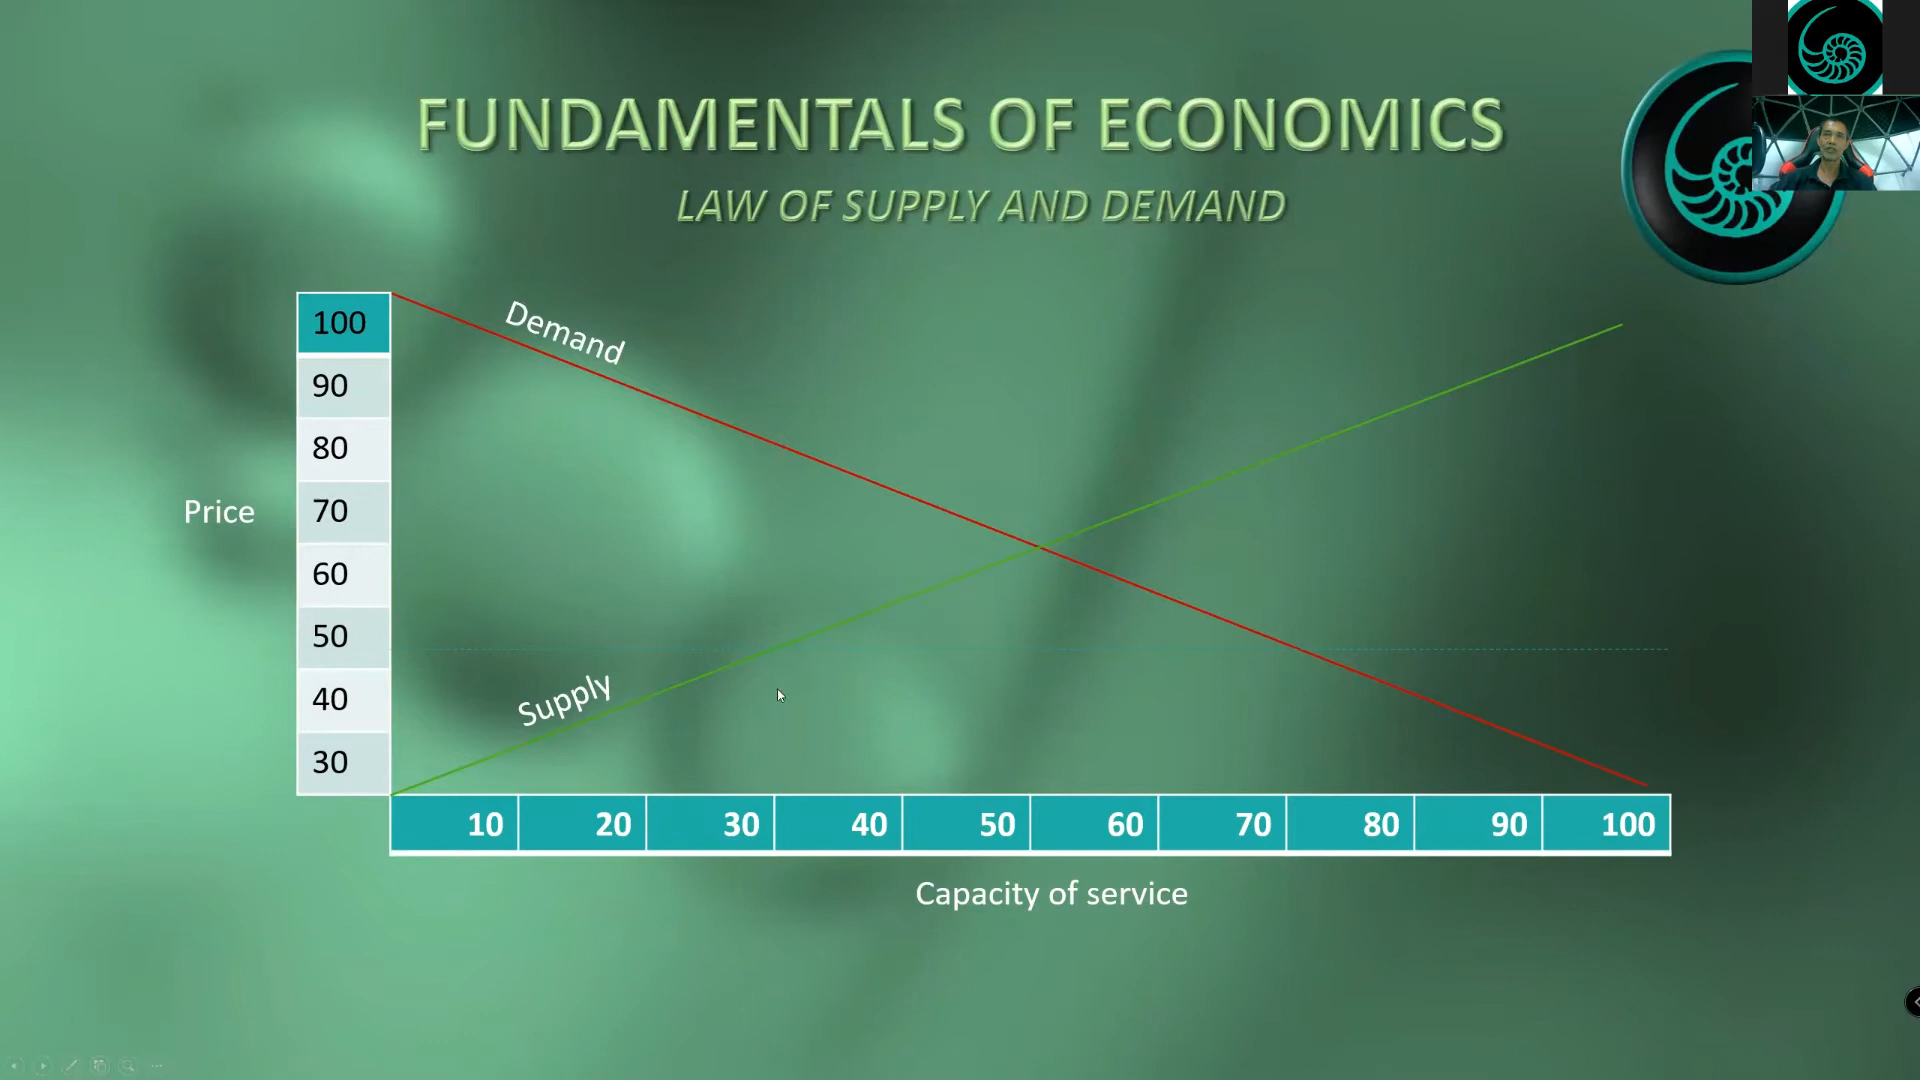 FUNDAMENTALS OF ECONOMICS
LAW OF SUPPLY AND DEMAND
100
Demand
90
80
Price
70
60
50
40
Supply
30
10 20 30 40 50 60 70 80 90 100
Capacity of service